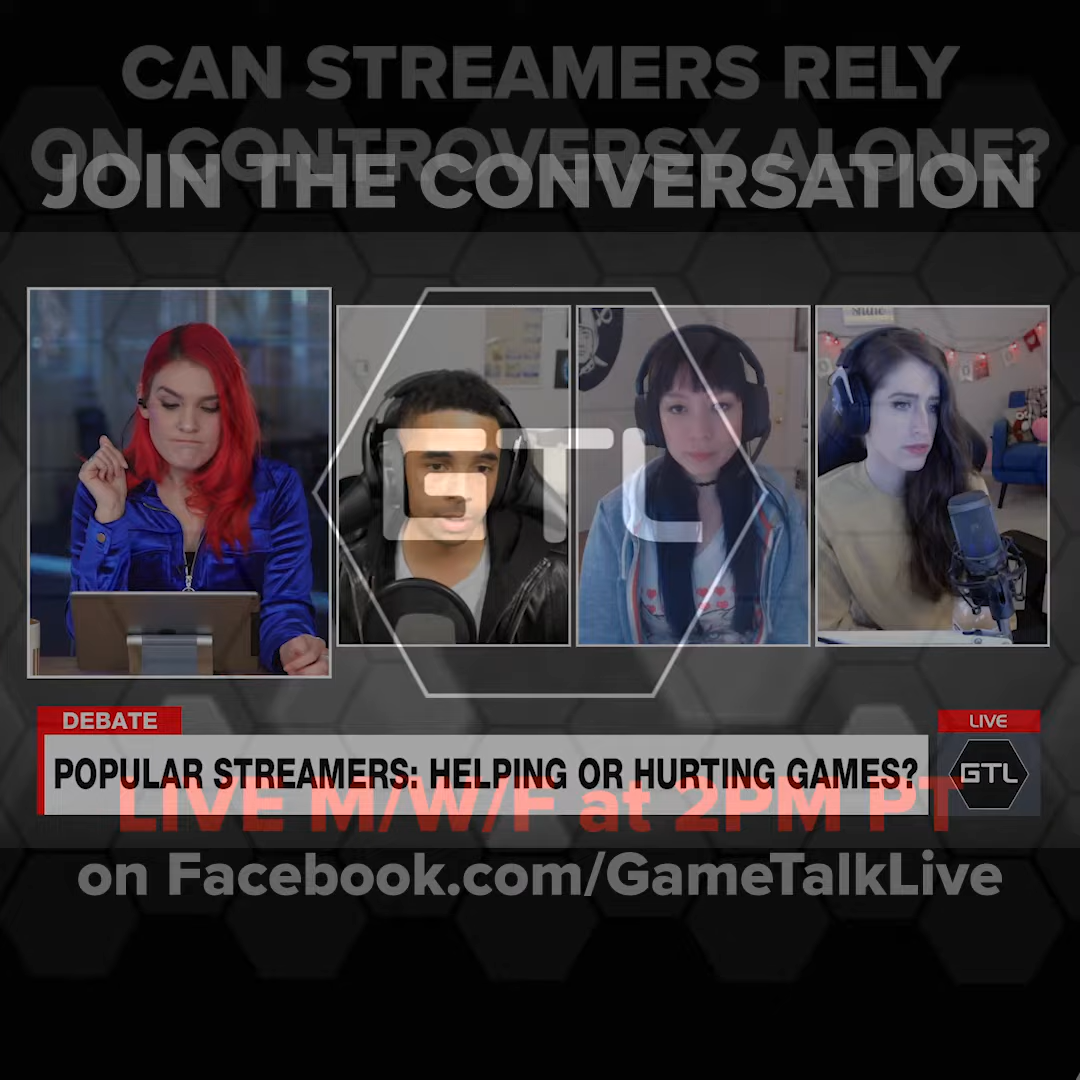 CAN STREAMERS RELY
ON CONTROVERSY ALONE?
JOIN THE CONVERSATION
GTL
DEBATE
LIVE
POPULAR STREAMERS: HELPING OR HURTING GAMES?
GTL
LIVE M/W/F at 2PM PT
on Facebook.com/GameTalkLive